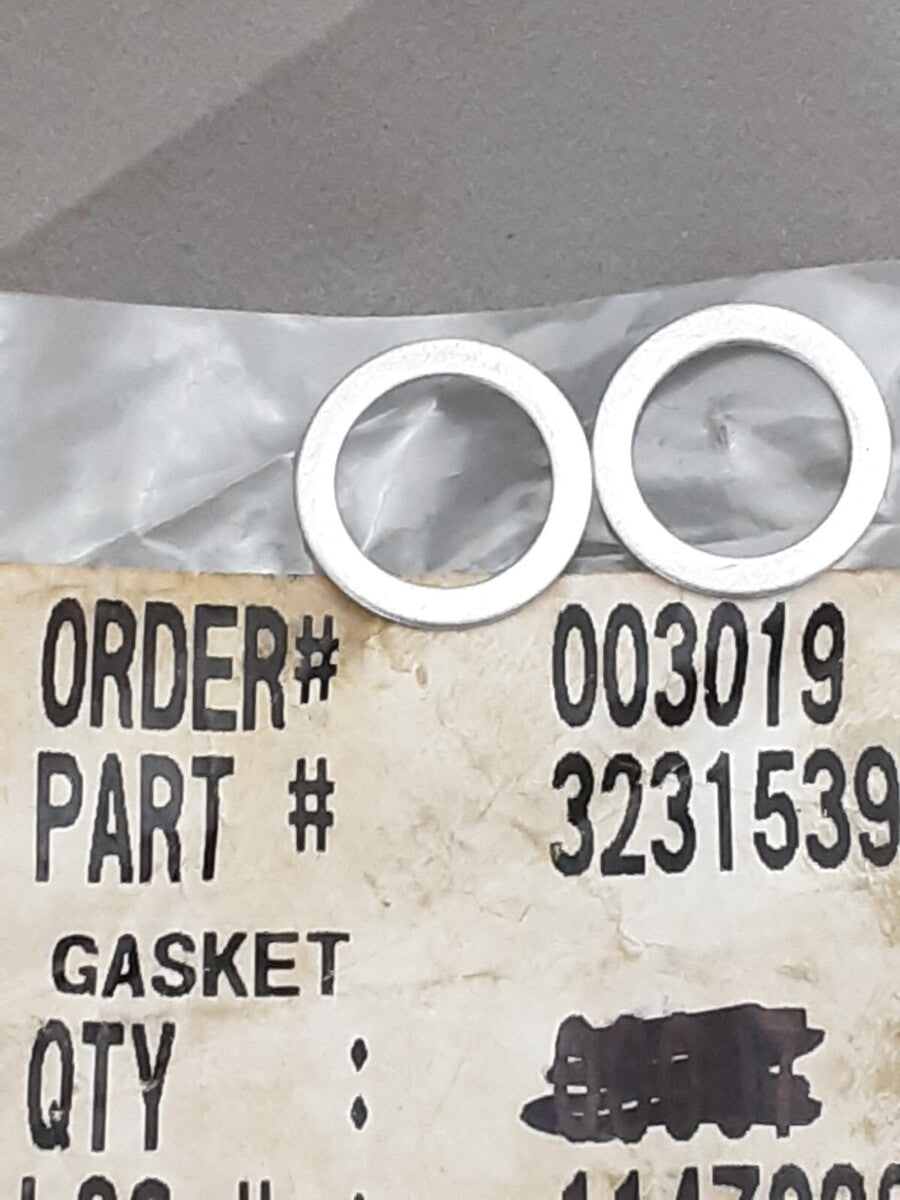 ORDER# 003019
PART # 3231539
GASKET
QTY :